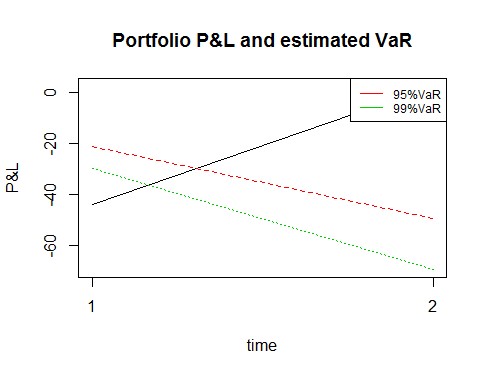 Portfolio P&L and estimated VaR
95%VaR
99%VaR
0
-20
-40
-60
P&L
1
2
time